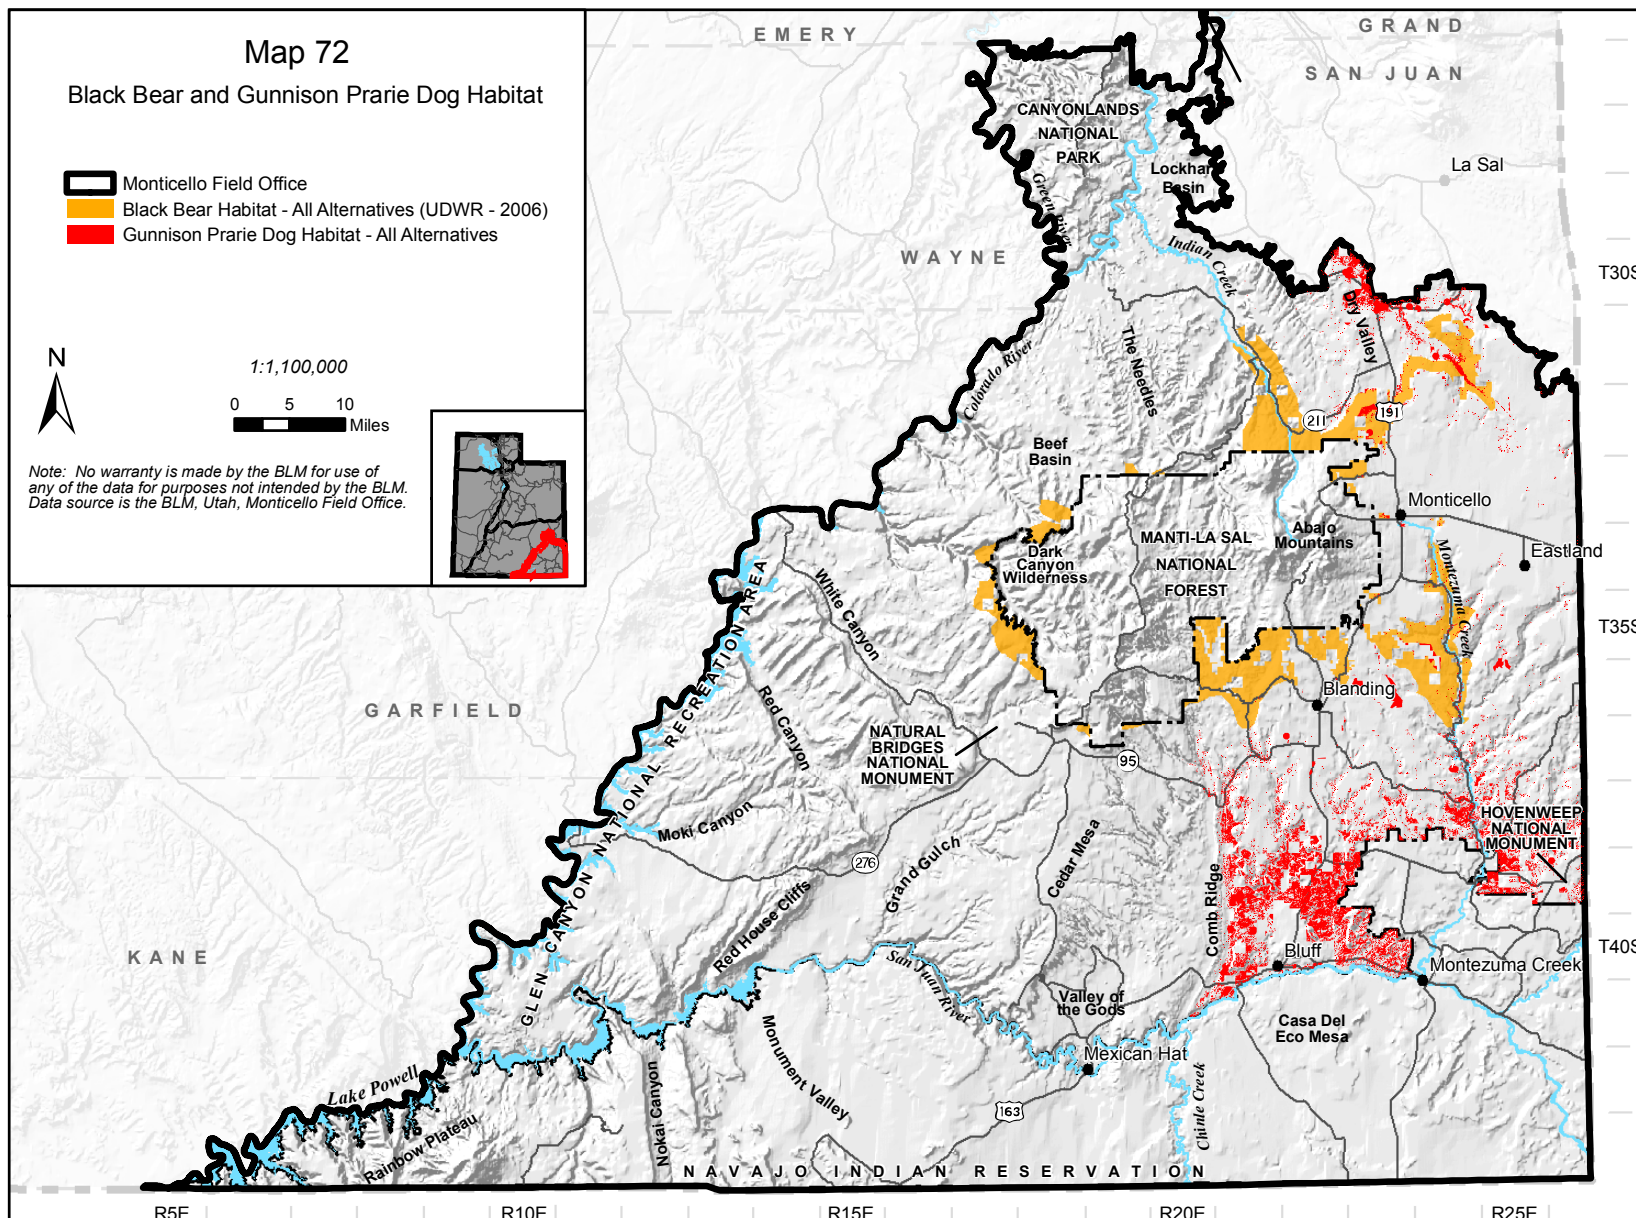 Map 72
Black Bear and Gunnison Prarie Dog Habitat
Monticello Field Office
Black Bear Habitat - All Alternatives (UDWR - 2006)
Gunnison Prarie Dog Habitat - All Alternatives
N
1:1,100,000
0 5 10
Miles
Note: No warranty is made by the BLM for use of
any of the data for purposes not intended by the BLM.
Data source is the BLM, Utah, Monticello Field Office.
EMERY
GRAND
SAN JUAN
WAYNE
GARFIELD
KANE
CANYONLANDS
NATIONAL
PARK
Lockhar
Basin
La Sal
Green River
Indian Creek
Dry Valley
T30S
Colorado River
The Needles
211
191
Beef
Basin
Monticello
Eastland
Dark
Canyon
Wilderness
MANTI-LA SAL
NATIONAL
FOREST
Abajo
Mountains
Montezuma Creek
T35S
White Canyon
Red Canyon
Blanding
NATURAL
BRIDGES
NATIONAL
MONUMENT
95
GLEN CANYON NATIONAL RECREATION AREA
Moki Canyon
276
Grand Gulch
Cedar Mesa
Comb Ridge
HOVENWEEP
NATIONAL
MONUMENT
Red House Cliffs
San Juan River
Bluff
Montezuma Creek
T40S
Valley of
the Gods
Casa Del
Eco Mesa
Mexican Hat
Monument Valley
Nokai Canyon
Chinle Creek
163
Lake Powell
Rainbow Plateau
NAVAJO INDIAN RESERVATION
R5E
R10E
R15E
R20E
R25E